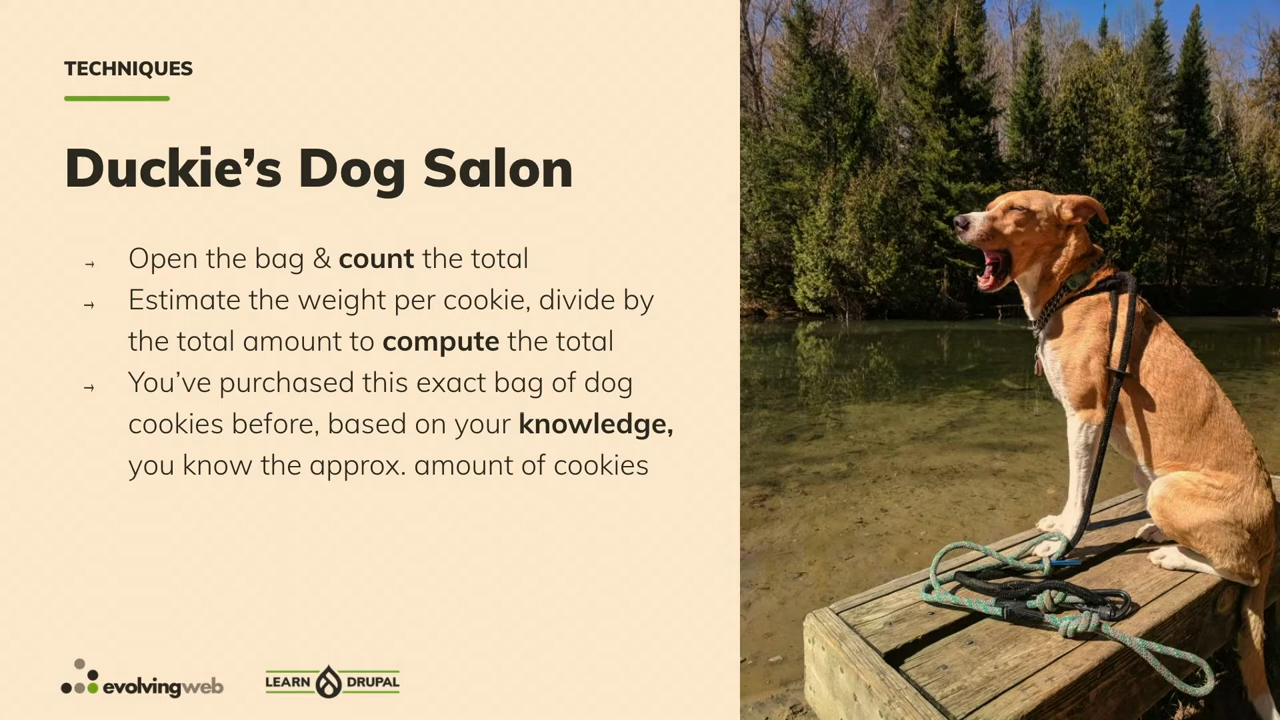 TECHNIQUES
Duckie’s Dog Salon
→ Open the bag & count the total
→ Estimate the weight per cookie, divide by
the total amount to compute the total
→ You’ve purchased this exact bag of dog
cookies before, based on your knowledge,
you know the approx. amount of cookies
evolvingweb
LEARN DRUPAL